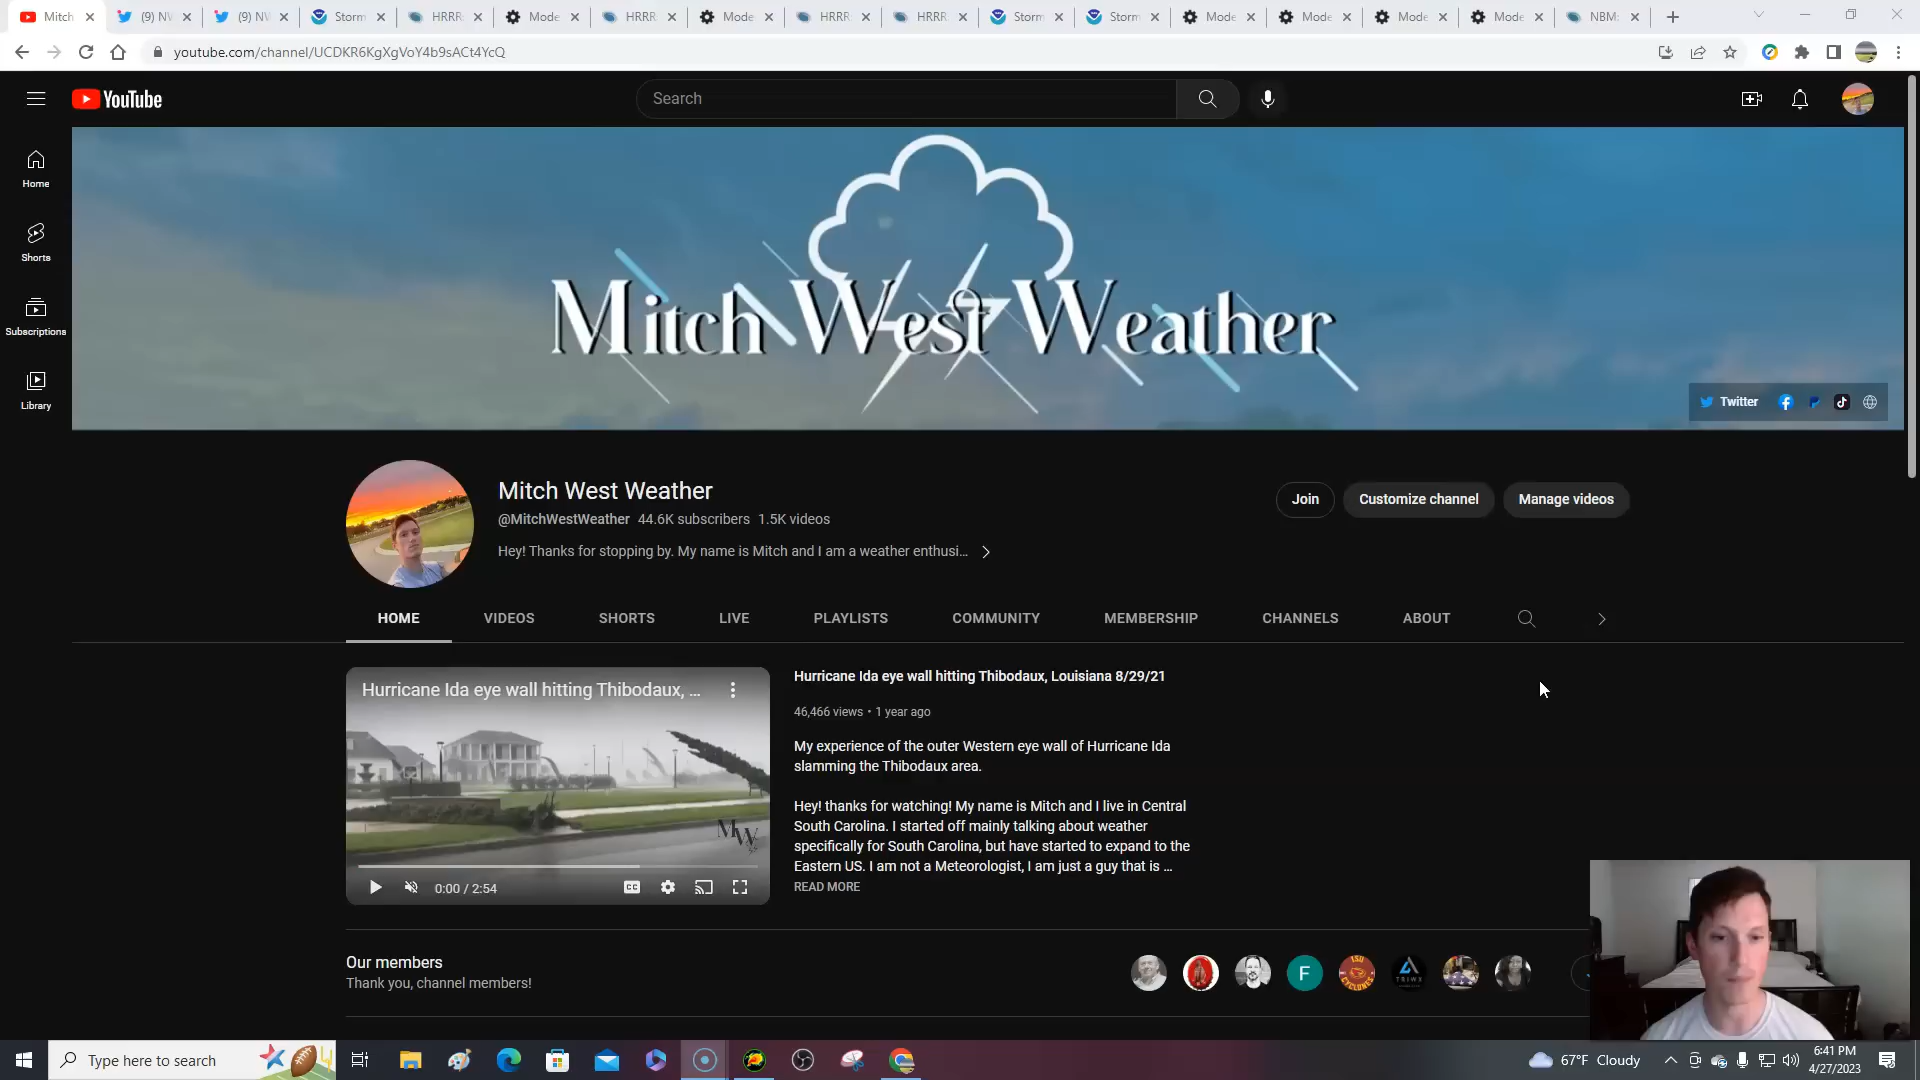 Mitch
(9) NW
(9) NW
Storm
HRRR:
Mode
HRRR
Mode
HRRR
HRRR
Storm
Storm
Mode
Mode
Mode
Mode
NBM:
youtube.com/channel/UCDKR6KgXgVoY4b9sACt4YcQ
YouTube
Search
Home
Shorts
Subscriptions
Library
Mitch West Weather
Twitter
Mitch West Weather
@MitchWestWeather 44.6K subscribers 1.5K videos
Hey! Thanks for stopping by. My name is Mitch and I am a weather enthusi...
Join
Customize channel
Manage videos
HOME
VIDEOS
SHORTS
LIVE
PLAYLISTS
COMMUNITY
MEMBERSHIP
CHANNELS
ABOUT
Hurricane Ida eye wall hitting Thibodaux, ...
MW
CC
0:00 / 2:54
Hurricane Ida eye wall hitting Thibodaux, Louisiana 8/29/21
46,466 views • 1 year ago
My experience of the outer Western eye wall of Hurricane Ida
slamming the Thibodaux area.
Hey! thanks for watching! My name is Mitch and I live in Central
South Carolina. I started off mainly talking about weather
specifically for South Carolina, but have started to expand to the
Eastern US. I am not a Meteorologist, I am just a guy that is ...
READ MORE
Our members
Thank you, channel members!
F
ISU
CYCLONES
Type here to search
67°F Cloudy
6:41 PM
4/27/2023